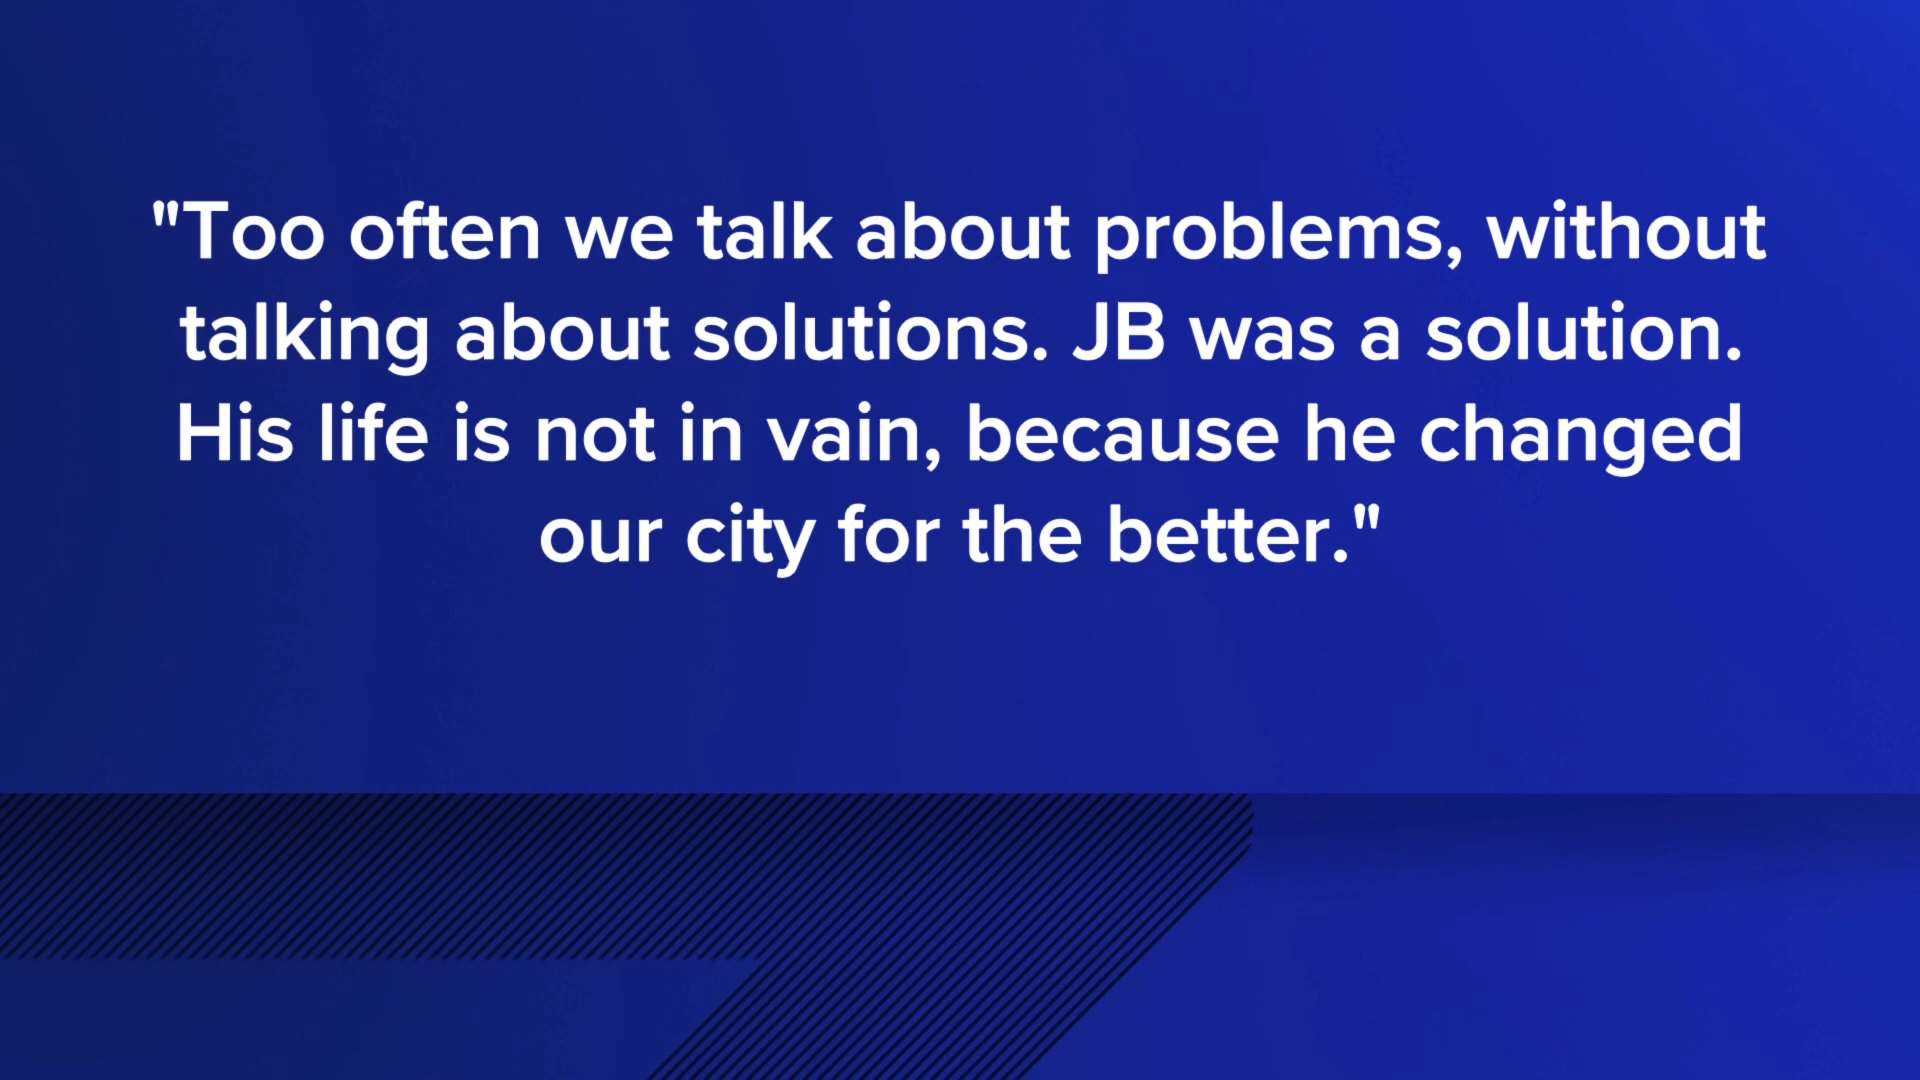 "Too often we talk about problems, without
talking about solutions. JB was a solution.
His life is not in vain, because he changed
our city for the better."